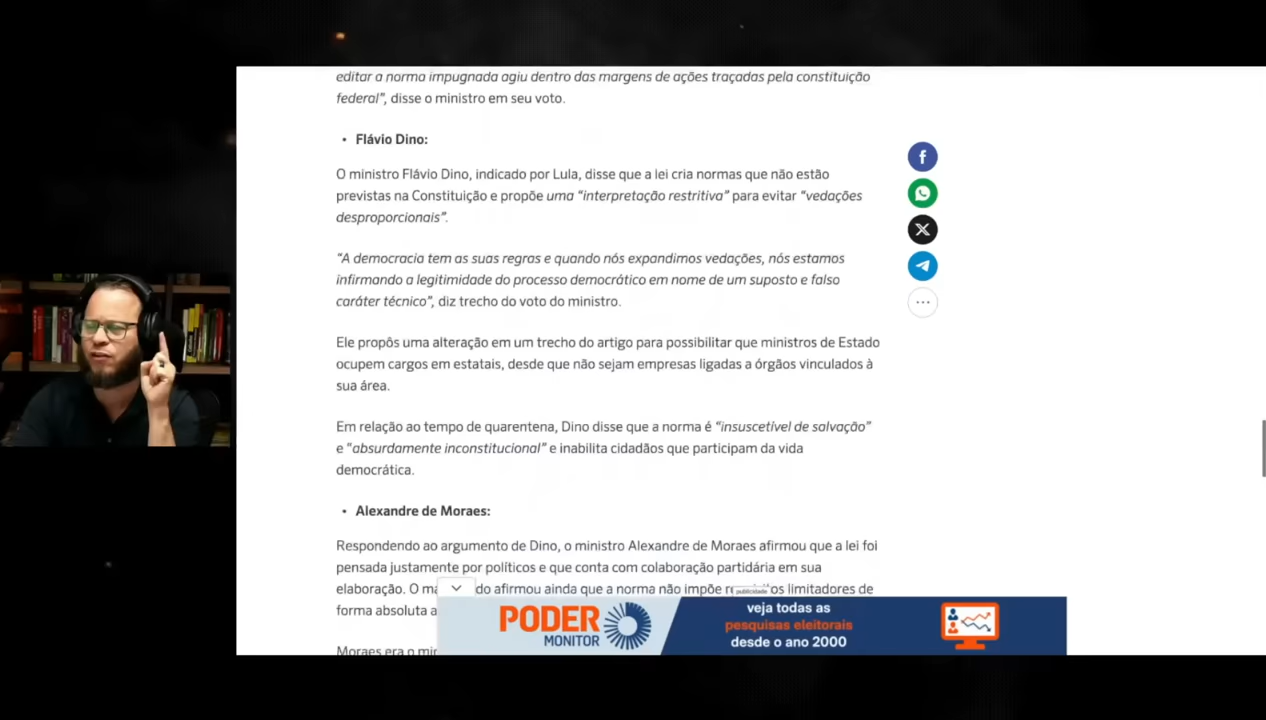 editar a norma impugnada agiu dentro das margens de ações traçadas pela constituição
federal”, disse o ministro em seu voto.
• Flávio Dino:
O ministro Flávio Dino, indicado por Lula, disse que a lei cria normas que não estão
previstas na Constituição e propõe uma “interpretação restritiva” para evitar “vedações
desproporcionais”.
“A democracia tem as suas regras e quando nós expandimos vedações, nós estamos
infirmando a legitimidade do processo democrático em nome de um suposto e falso
caráter técnico”, diz trecho do voto do ministro.
Ele propôs uma alteração em um trecho do artigo para possibilitar que ministros de Estado
ocupem cargos em estatais, desde que não sejam empresas ligadas a órgãos vinculados à
sua área.
Em relação ao tempo de quarentena, Dino disse que a norma é “insuscetível de salvação”
e “absurdamente inconstitucional” e inabilita cidadãos que participam da vida
democrática.
• Alexandre de Moraes:
Respondendo ao argumento de Dino, o ministro Alexandre de Moraes afirmou que a lei foi
pensada justamente por políticos e que conta com colaboração partidária em sua
elaboração. O ma do afirmou ainda que a norma não impõe os limitadores de
publicidade
forma absoluta a
Moraes era o mi
PODER
MONITOR
veja todas as
pesquisas eleitorais
desde o ano 2000